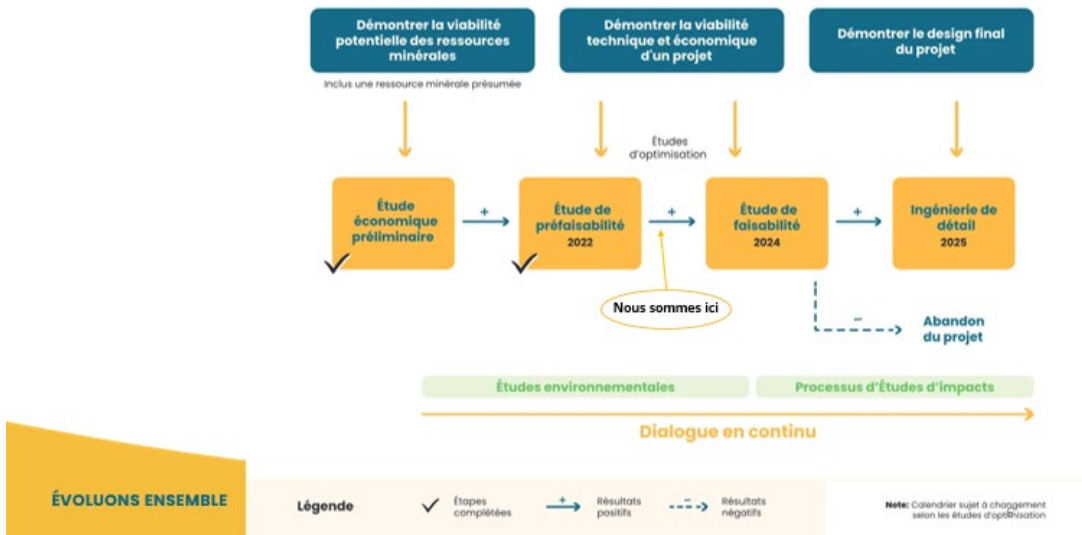 Démontrer la viabilité
potentielle des ressources
minérales
Démontrer la viabilité
technique et économique
d'un projet
Démontrer le design final
du projet
Inclus une ressource minérale présumée
Études
d'optimisation
Étude
économique
préliminaire
+
Étude de
préfaisabilité
2022
+
Étude de
faisabilité
2024
+
Ingénierie de
détail
2025
Nous sommes ici
--
Abandon
du projet
Études environnementales
Processus d'Études d'impacts
Dialogue en continu
ÉVOLUONS ENSEMBLE
Légende
Étapes
complétées
+
Résultats
positifs
-
Résultats
négatifs
Note: Calendrier sujet à changement
selon les études d'optimisation